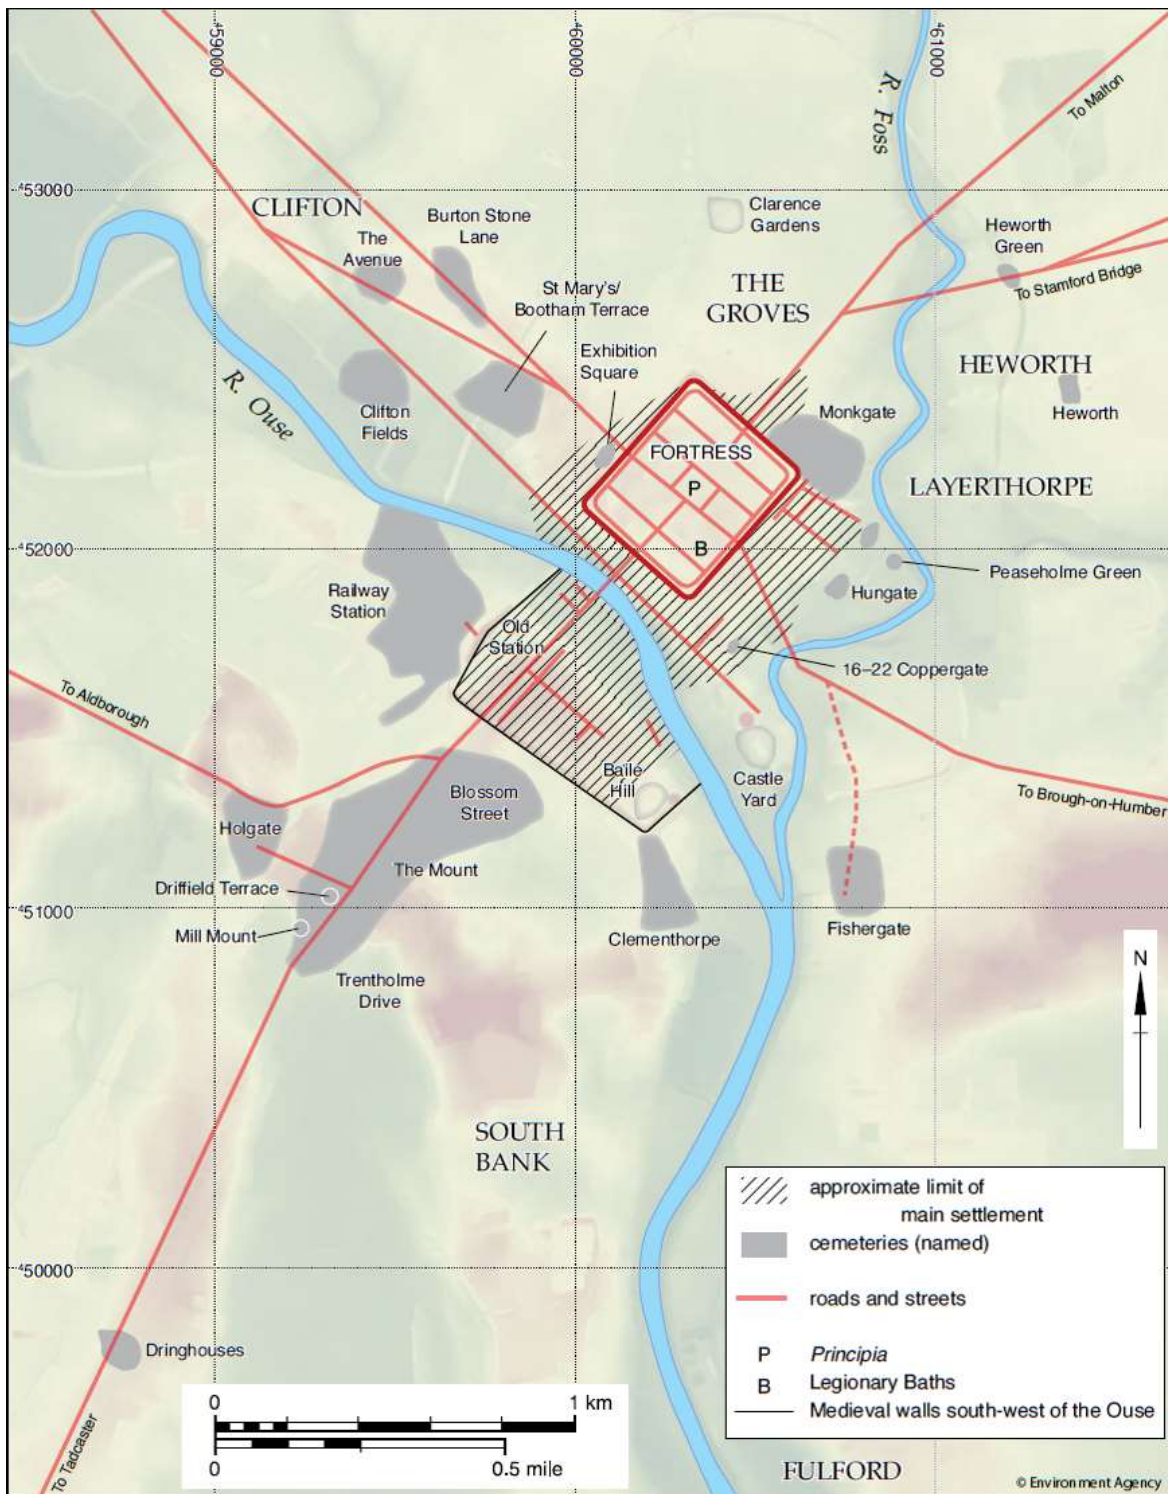 ⁴59000
⁴60000
⁴61000
R. Foss
To Malton
⁴53000
CLIFTON
Burton Stone
Lane
The
Avenue
Clarence
Gardens
Heworth
Green
St Mary's/
Bootham Terrace
THE
GROVES
To Stamford Bridge
Exhibition
Square
HEWORTH
R. Ouse
Clifton
Fields
Monkgate
Heworth
FORTRESS
P
LAYERTHORPE
⁴52000
B
Peaseholme Green
Railway
Station
Hungate
Old
Station
16–22 Coppergate
To Aldborough
Baile
Hill
Castle
Yard
Blossom
Street
To Brough-on-Humber
Holgate
The Mount
Driffield Terrace
⁴51000
Mill Mount
Clementhorpe
Fishergate
Trentholme
Drive
N
SOUTH
BANK
approximate limit of
main settlement
cemeteries (named)
⁴50000
roads and streets
Dringhouses
P Principia
B Legionary Baths
Medieval walls south-west of the Ouse
0 1 km
0 0.5 mile
To Tadcaster
FULFORD
© Environment Agency